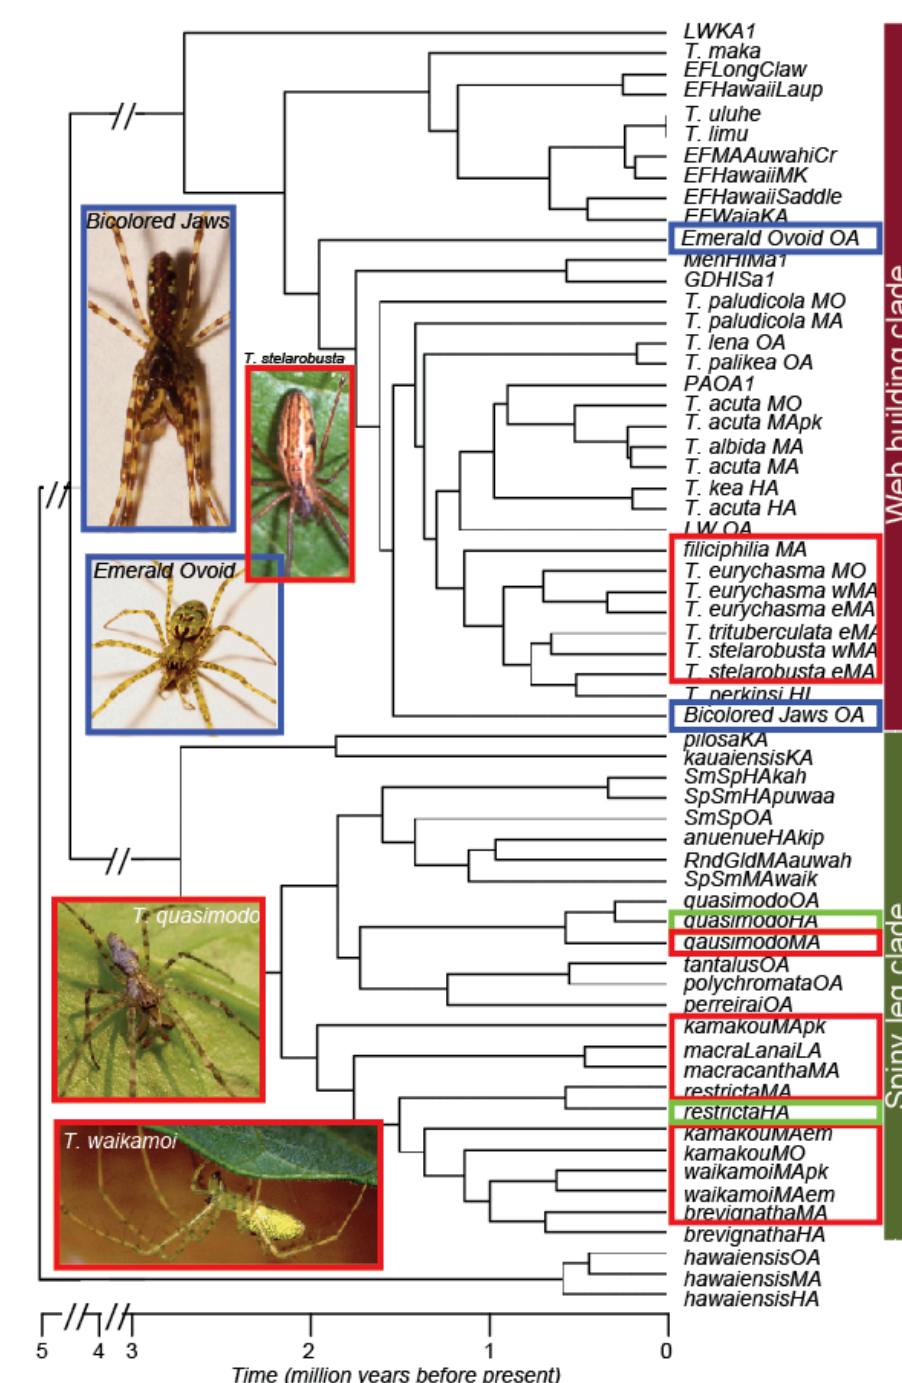 LWKA1
T. maka
EFLongClaw
EFHawaiiLaup
T. uluhe
T. limu
EFMAAuwahiCr
EFHawaiiMK
EFHawaiiSaddle
EFWaiaKA
Emerald Ovoid OA
MenHIMa1
GDHISa1
T. paludicola MO
T. paludicola MA
T. lena OA
T. palikea OA
PAOA1
T. acuta MO
T. acuta MApk
T. albida MA
T. acuta MA
T. kea HA
T. acuta HA
LW OA
filiciphilia MA
T. eurychasma MO
T. eurychasma wMA
T. eurychasma eMA
T. trituberculata eMA
T. stelarobusta wMA
T. stelarobusta eMA
T. perkinsi HI
Bicolored Jaws OA
pilosaKA
kauaiensisKA
SmSpHAkah
SpSmHApuwaa
SmSpOA
anuenueHAkip
RndGldMAauwah
SpSmMAwaik
quasimodoOA
quasimodoHA
qausimodoMA
tantalusOA
polychromataOA
perreiraiOA
kamakouMApk
macraLanaiLA
macracanthaMA
restrictaMA
restrictaHA
kamakouMAem
kamakouMO
waikamoiMApk
waikamoiMAem
brevignathaMA
brevignathaHA
hawaiensisOA
hawaiensisMA
hawaiensisHA
Web building clade
Spiny leg clade
Bicolored Jaws
T. stelarobusta
Emerald Ovoid
T. quasimodo
T. waikamoi
5 4 3 2 1 0
Time (million years before present)